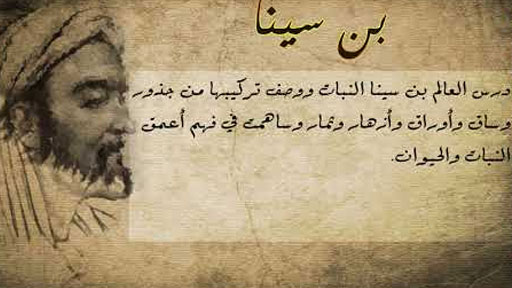 بن سينا
درس العالم بن سينا النبات ووصف تركيبها من جذور
وساق وأوراق وأزهار وثمار وساهمت في فهم أعمق
النبات والحيوان.